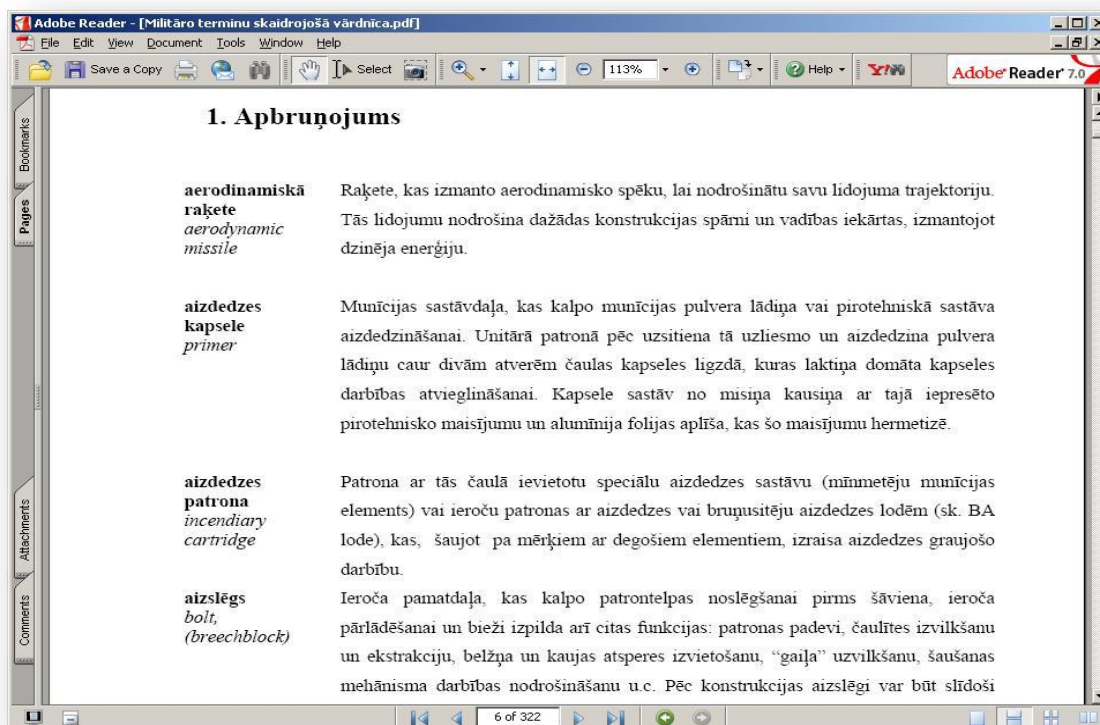 Adobe Reader - [Militāro terminu skaidrojošā vārdnīca.pdf]
File Edit View Document Tools Window Help
Save a Copy Select 113% Help Y! Adobe Reader 7.0
Bookmarks
Pages
Attachments
Comments
1. Apbruņojums
aerodinamiskā
raķete
aerodynamic
missile
Raķete, kas izmanto aerodinamisko spēku, lai nodrošinātu savu lidojuma trajektoriju.
Tās lidojumu nodrošina dažādas konstrukcijas spārni un vadības iekārtas, izmantojot
dzinēja enerģiju.
aizdedzes
kapsele
primer
Munīcijas sastāvdaļa, kas kalpo munīcijas pulvera lādiņa vai pirotehniskā sastāva
aizdedzināšanai. Unitārā patronā pēc uzsitiena tā uzliesmo un aizdedzina pulvera
lādiņu caur divām atverēm čaulas kapseles ligzdā, kuras laktiņa domāta kapseles
darbības atvieglināšanai. Kapsele sastāv no misiņa kausiņa ar tajā iepresēto
pirotehnisko maisījumu un alumīnija folijas aplīša, kas šo maisījumu hermetizē.
aizdedzes
patrona
incendiary
cartridge
Patrona ar tās čaulā ievietotu speciālu aizdedzes sastāvu (mīnmetēju munīcijas
elements) vai ieroču patronas ar aizdedzes vai bruņusitēju aizdedzes lodēm (sk. BA
lode), kas, šaujot pa mērķiem ar degošiem elementiem, izraisa aizdedzes graujošo
darbību.
aizslēgs
bolt,
(breechblock)
Ieroča pamatdaļa, kas kalpo patrontelpas noslēgšanai pirms šāviena, ieroča
pārlādēšanai un bieži izpilda arī citas funkcijas: patronas padevi, čaulītes izvilkšanu
un ekstrakciju, belžņa un kaujas atsperes izvietošanu, “gaiļa” uzvilkšanu, šaušanas
mehānisma darbības nodrošināšanu u.c. Pēc konstrukcijas aizslēgi var būt slīdoši
6 of 322